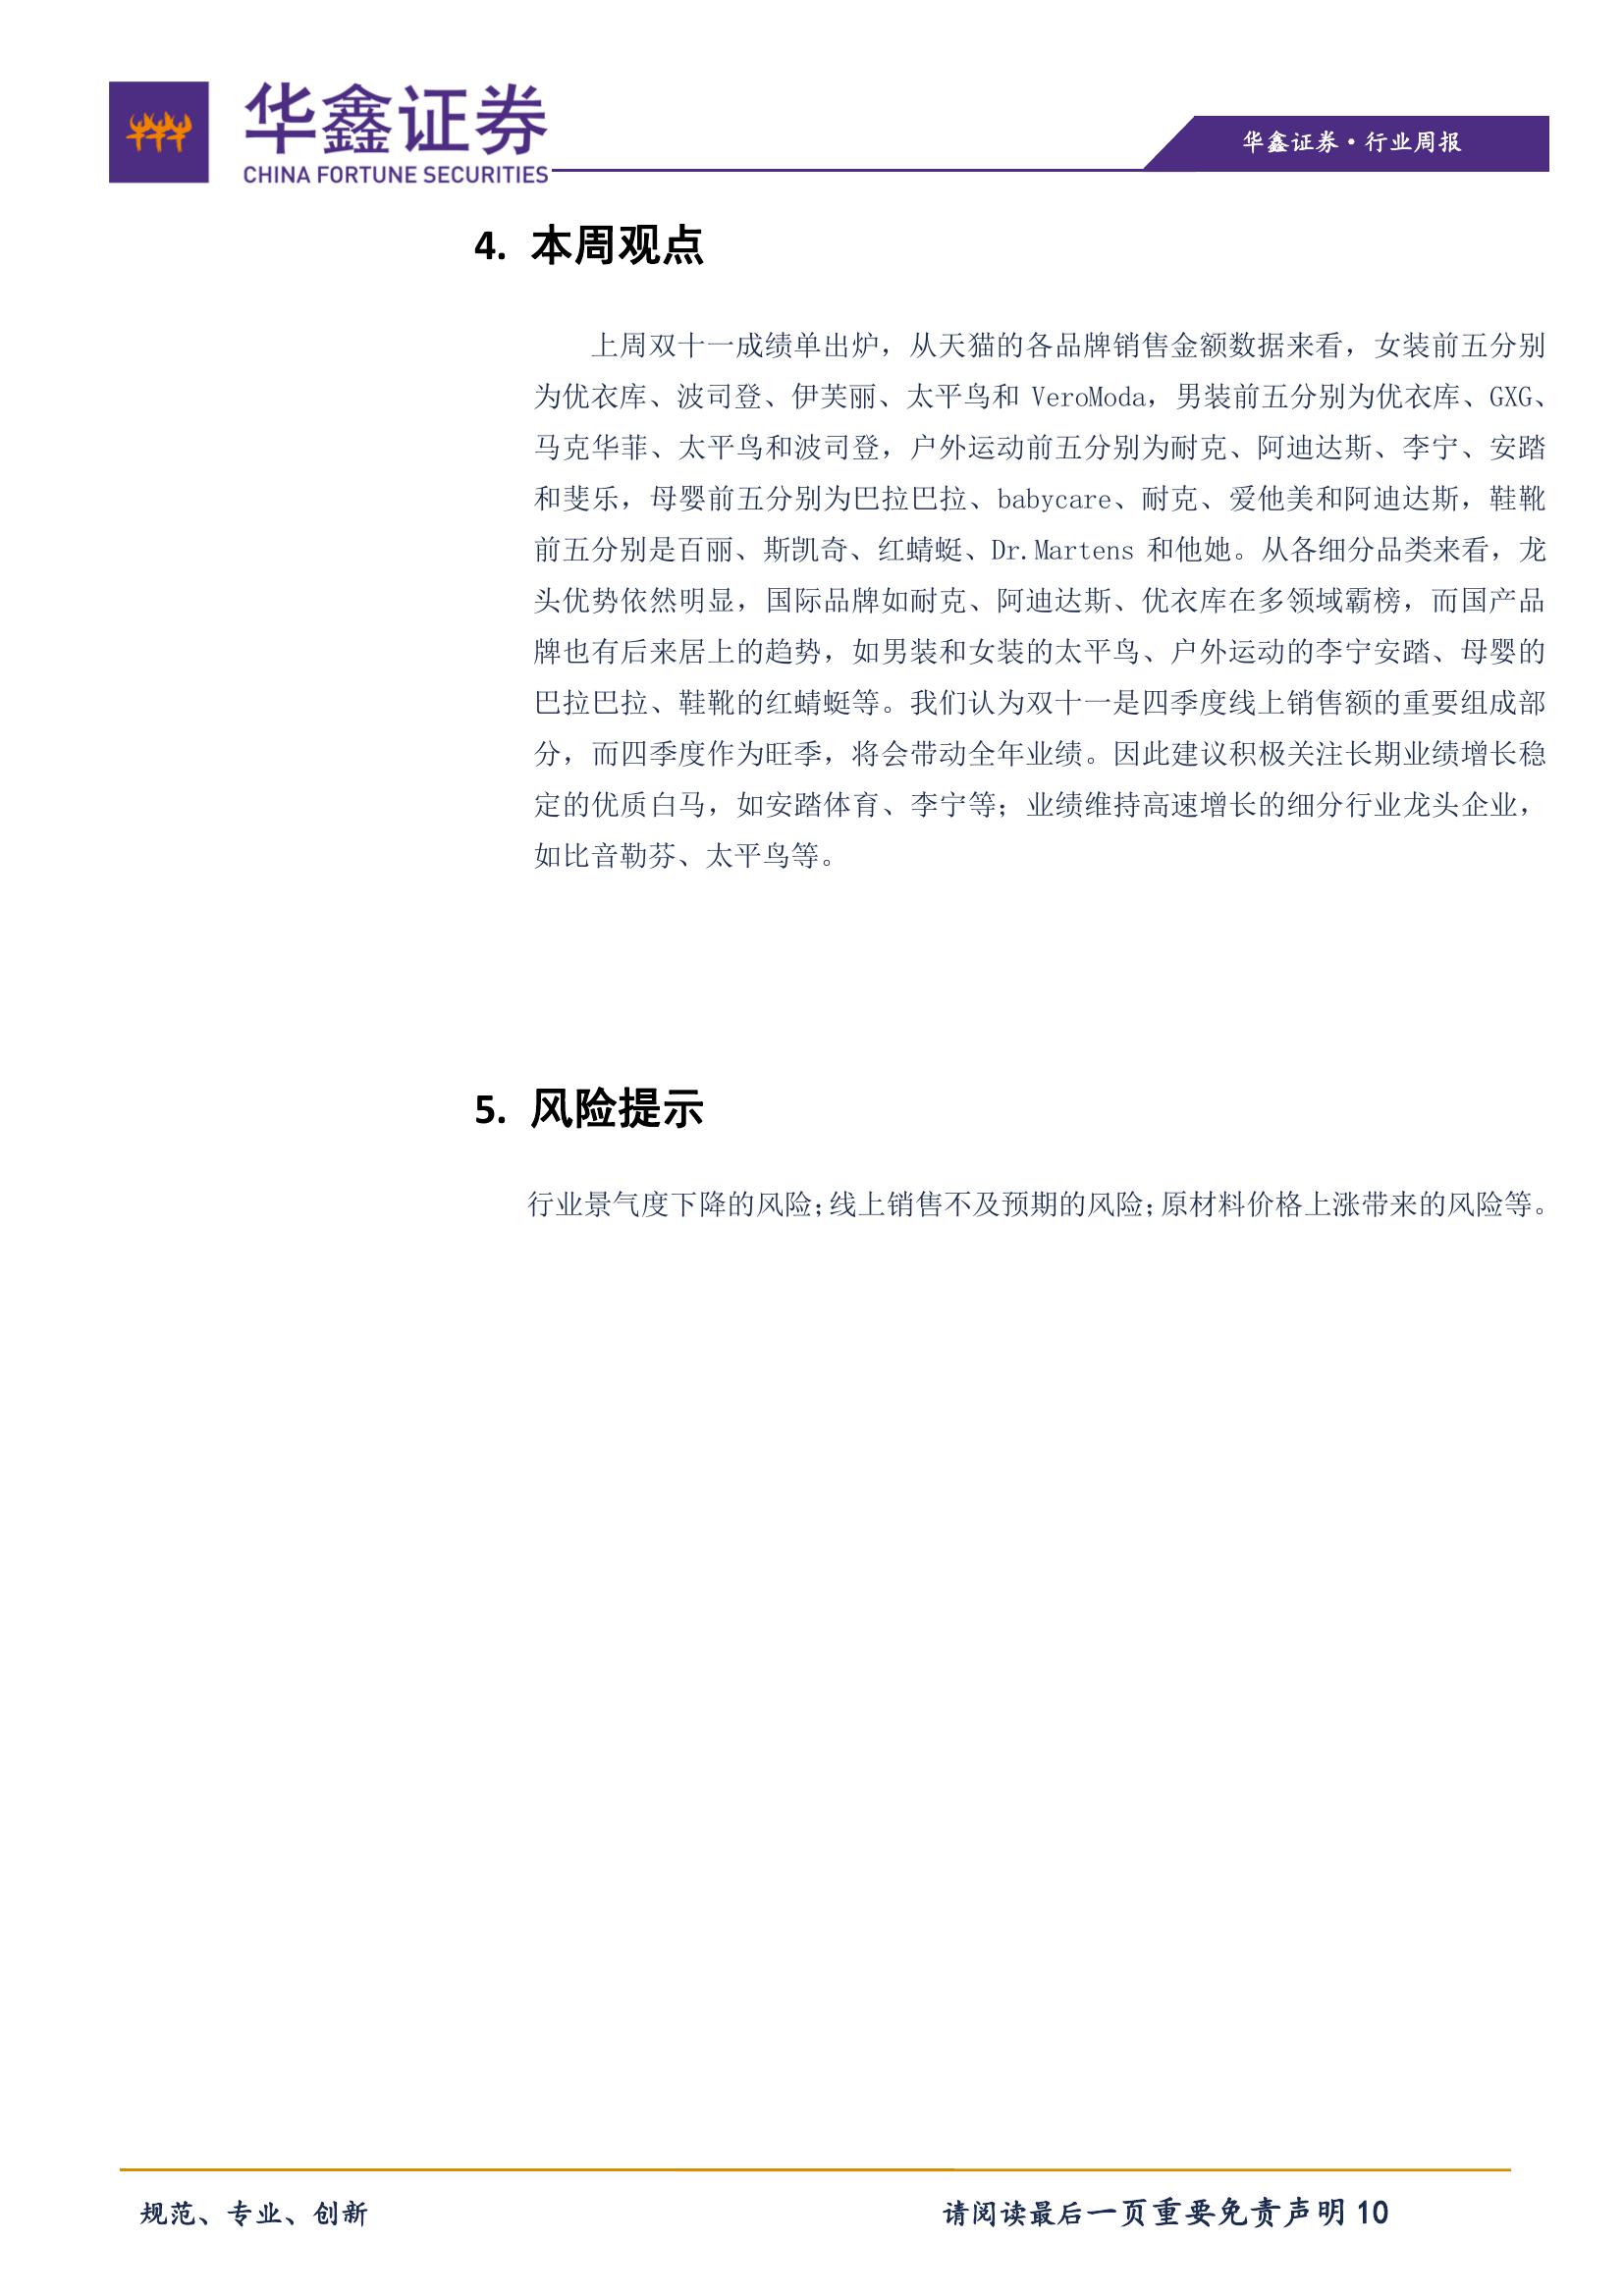 华鑫证券
CHINA FORTUNE SECURITIES
华鑫证券·行业周报
4. 本周观点
上周双十一成绩单出炉，从天猫的各品牌销售金额数据来看，女装前五分别
为优衣库、波司登、伊芙丽、太平鸟和 VeroModa，男装前五分别为优衣库、GXG、
马克华菲、太平鸟和波司登，户外运动前五分别为耐克、阿迪达斯、李宁、安踏
和斐乐，母婴前五分别为巴拉巴拉、babycare、耐克、爱他美和阿迪达斯，鞋靴
前五分别是百丽、斯凯奇、红蜻蜓、Dr.Martens 和他她。从各细分品类来看，龙
头优势依然明显，国际品牌如耐克、阿迪达斯、优衣库在多领域霸榜，而国产品
牌也有后来居上的趋势，如男装和女装的太平鸟、户外运动的李宁安踏、母婴的
巴拉巴拉、鞋靴的红蜻蜓等。我们认为双十一是四季度线上销售额的重要组成部
分，而四季度作为旺季，将会带动全年业绩。因此建议积极关注长期业绩增长稳
定的优质白马，如安踏体育、李宁等；业绩维持高速增长的细分行业龙头企业，
如比音勒芬、太平鸟等。
5. 风险提示
行业景气度下降的风险；线上销售不及预期的风险；原材料价格上涨带来的风险等。
规范、专业、创新
请阅读最后一页重要免责声明 10